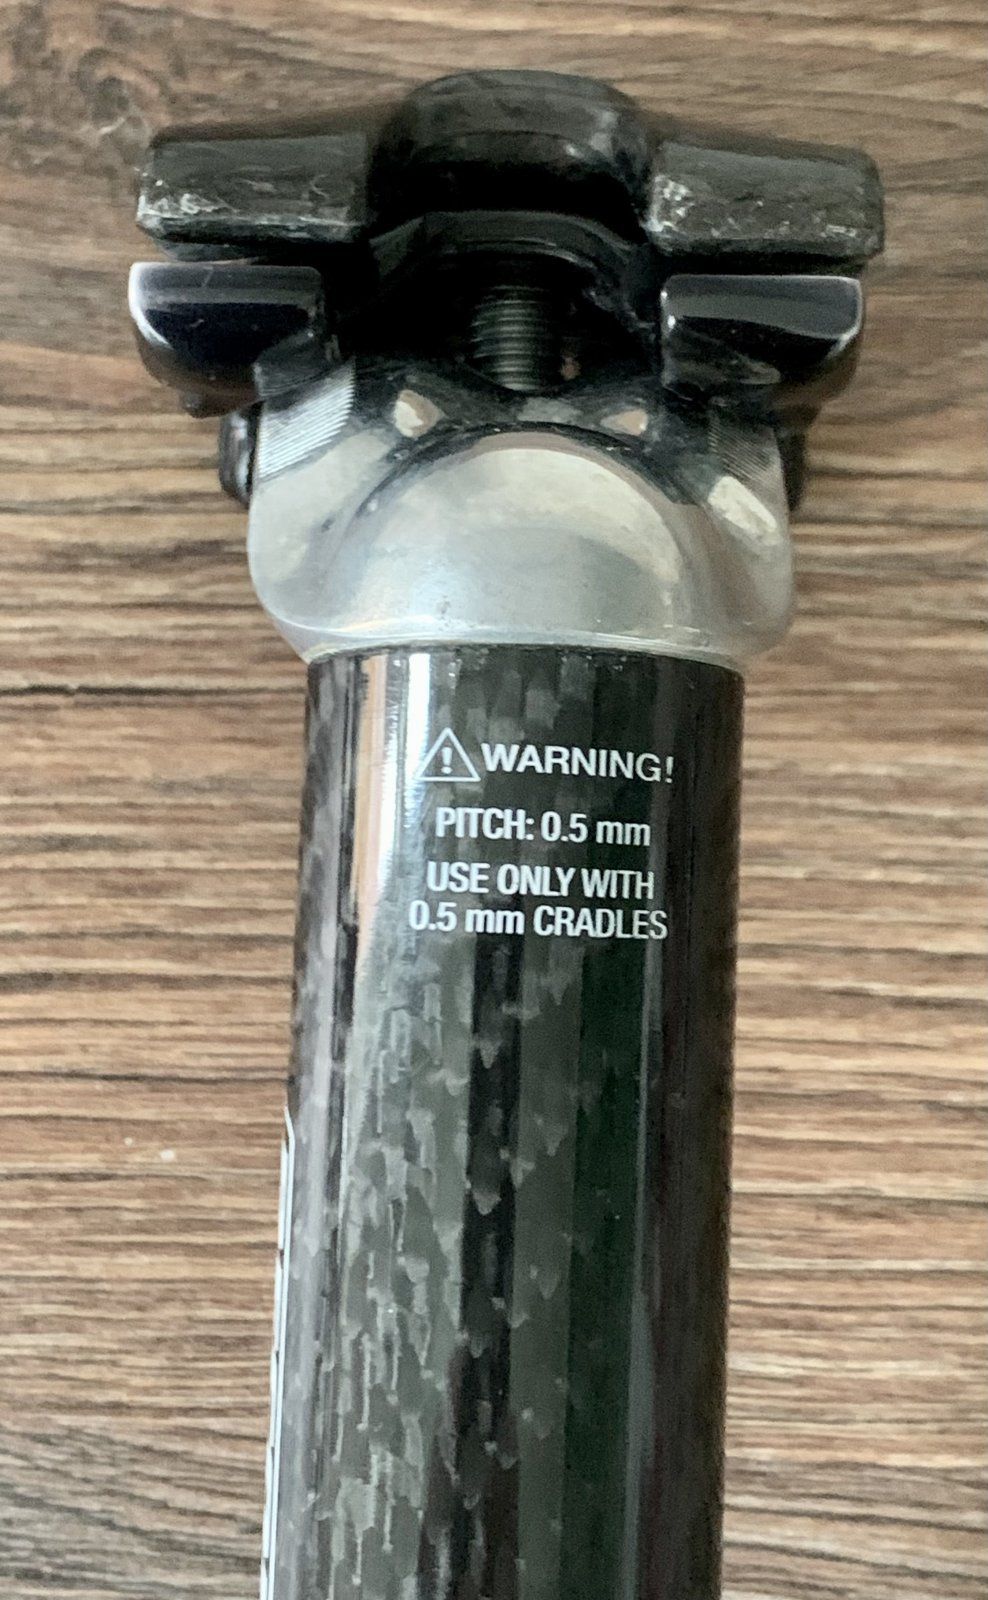 WARNING!
PITCH: 0.5 mm
USE ONLY WITH
0.5 mm CRADLES